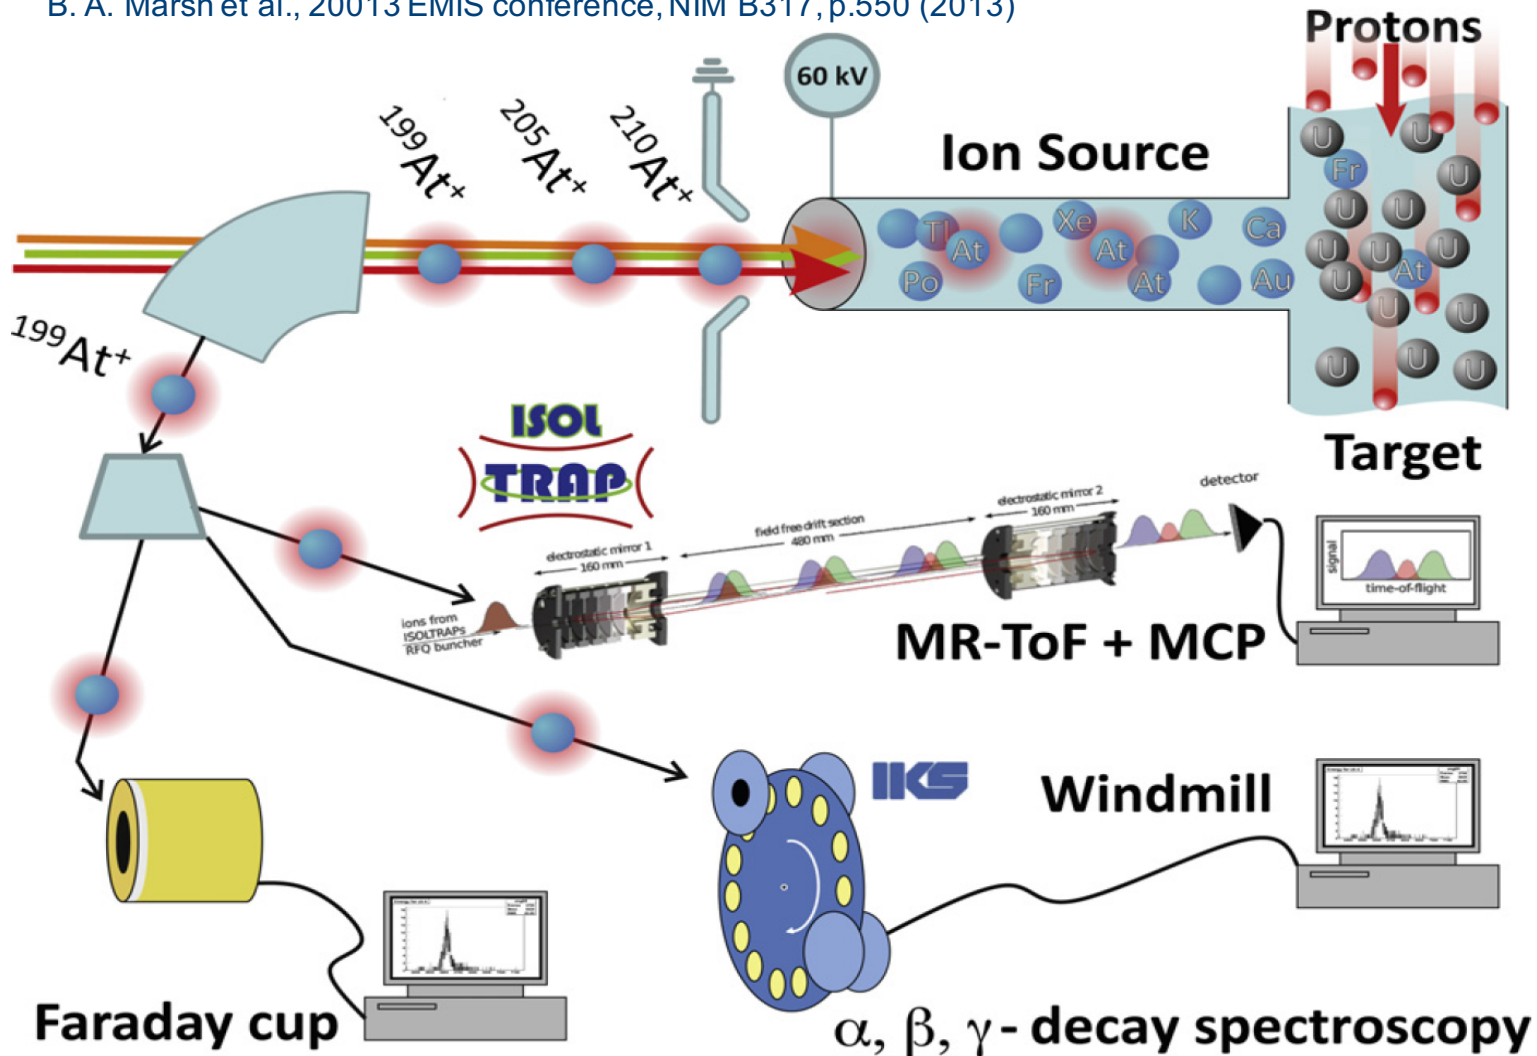 B. A. Marsh et al., 20013 EMIS conference, NIM B317, p.550 (2013)
Protons
60 kV
199At+
205At+
210At+
Ion Source
U
U
Fr
U
U
U
U
U
U
At
U
U
U
U
U
U
Tl
At
Xe
At
K
Ca
Po
Fr
At
Au
199At+
Target
ISOL
TRAP
electrostatic mirror 1
160 mm
field free drift section
480 mm
electrostatic mirror 2
160 mm
detector
signal
time-of-flight
ions from
ISOLTRAPs
RFQ buncher
MR-ToF + MCP
IKS
Windmill
Faraday cup
α, β, γ - decay spectroscopy